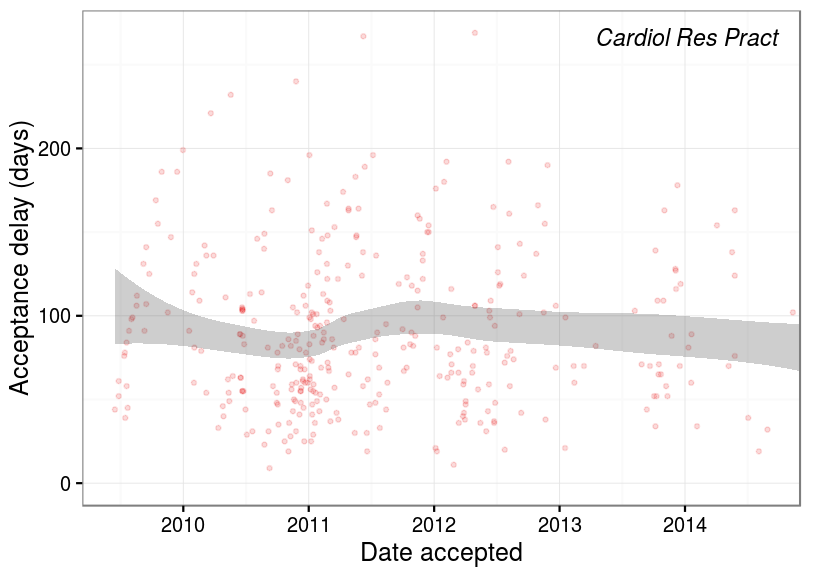 Cardiol Res Pract
Acceptance delay (days)
200
100
0
2010 2011 2012 2013 2014
Date accepted